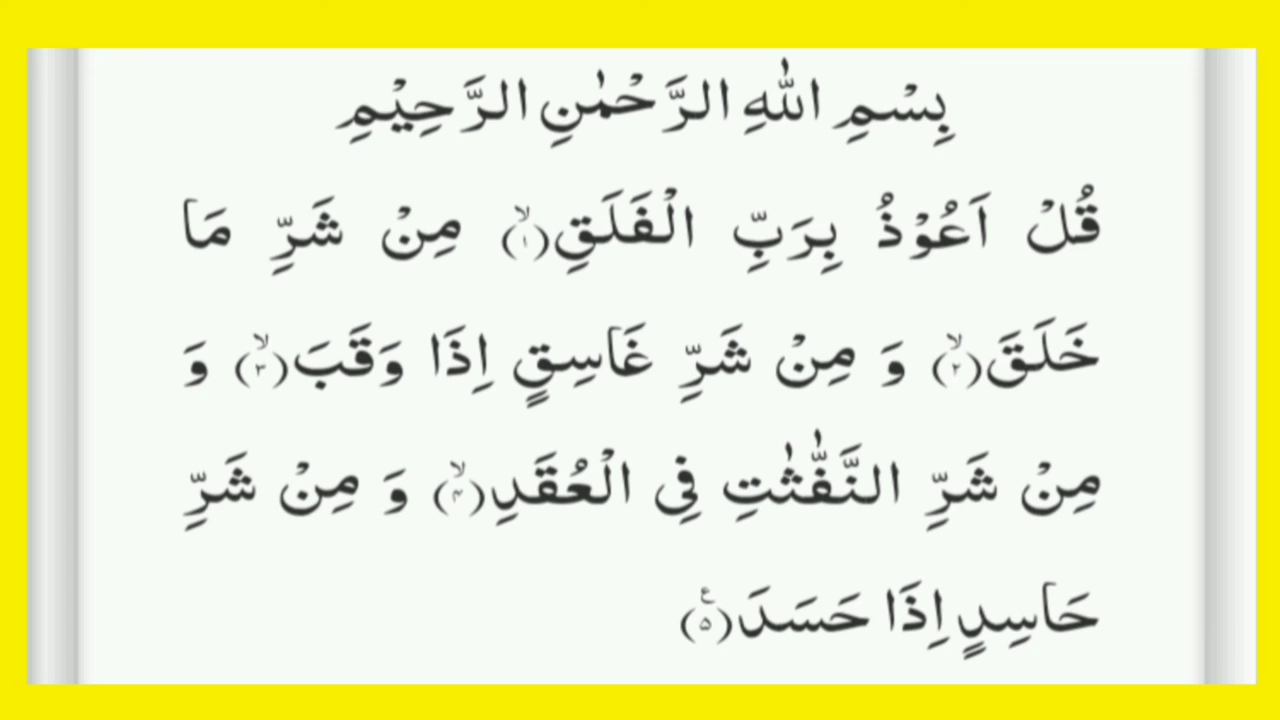 بِسْمِ اللّٰهِ الرَّحْمٰنِ الرَّحِیْمِ
قُلْ اَعُوْذُ بِرَبِّ الْفَلَقِ(۱)ۙ مِنْ شَرِّ مَا
خَلَقَ(۲)ۙ وَ مِنْ شَرِّ غَاسِقٍ اِذَا وَقَبَ(۳)ۙ وَ
مِنْ شَرِّ النَّفّٰثٰتِ فِی الْعُقَدِ(۴)ۙ وَ مِنْ شَرِّ
حَاسِدٍ اِذَا حَسَدَ(۵)ع